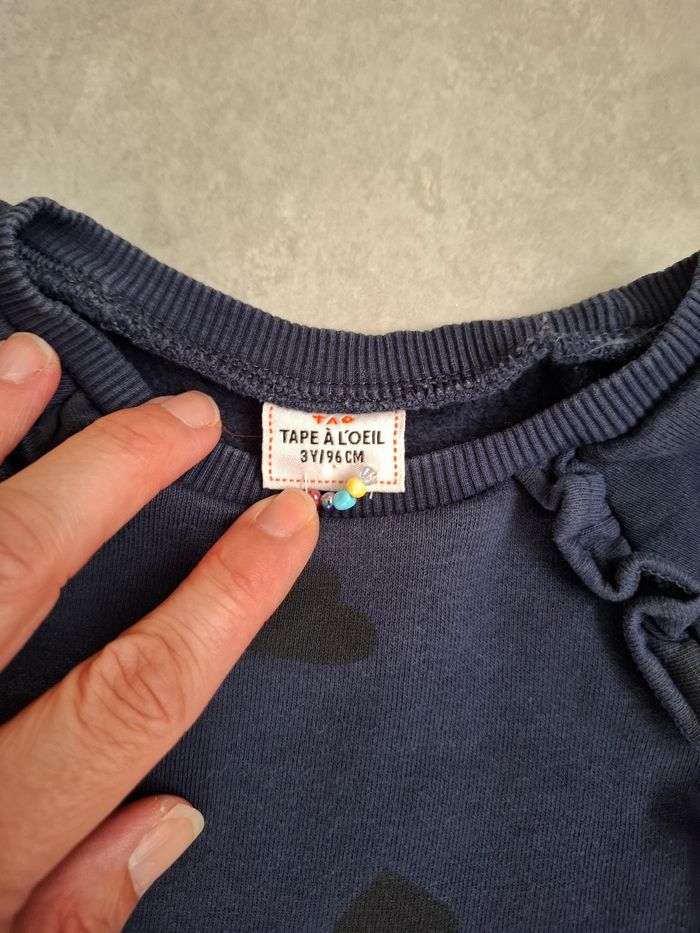 TAO
TAPE À L'OEIL
3Y/96CM